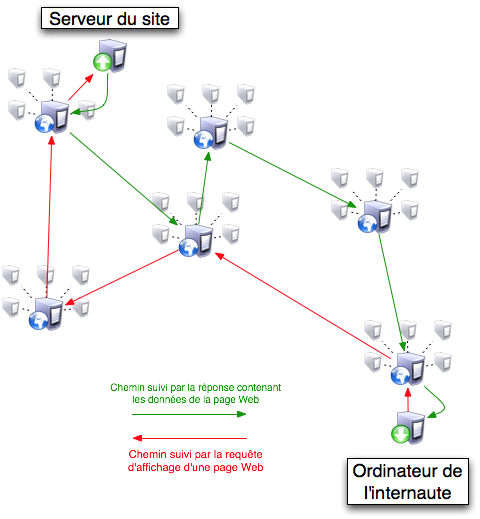 Serveur du site
Chemin suivi par la réponse contenant
les données de la page Web
Chemin suivi par la requête
d'affichage d'une page Web
Ordinateur de
l'internaute